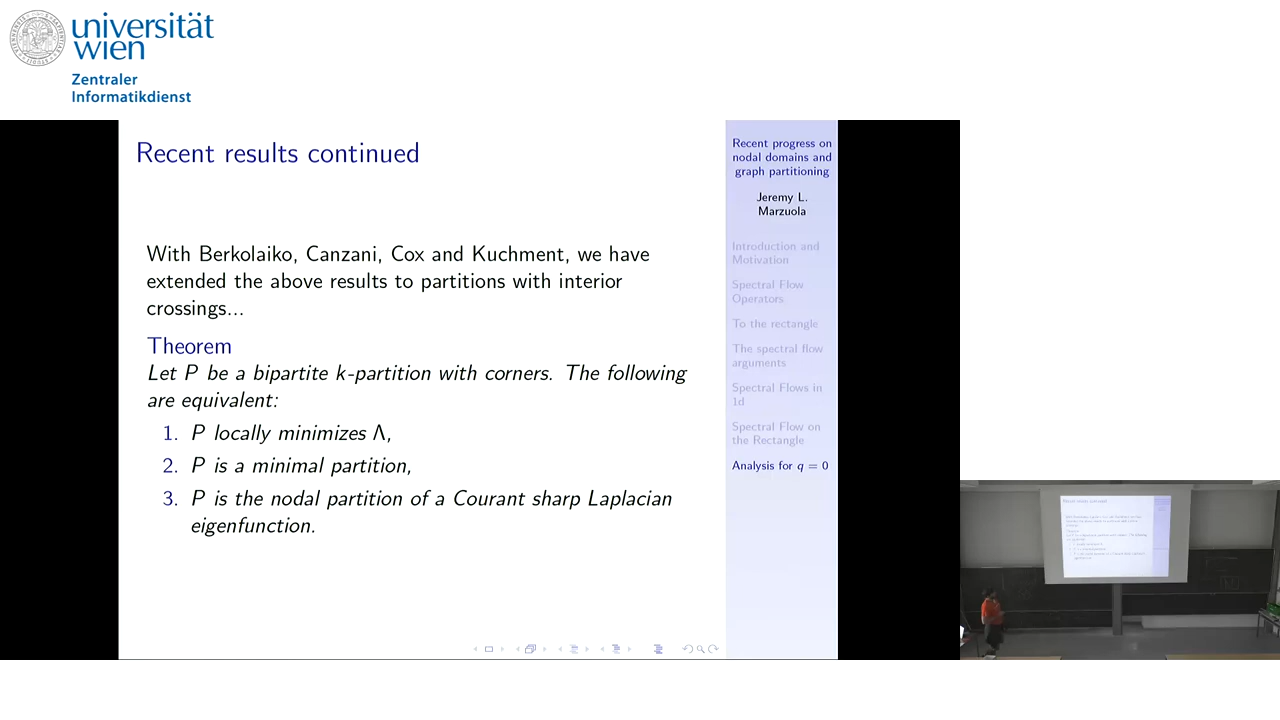 universität
wien
Zentraler
Informatikdienst
Recent results continued
With Berkolaiko, Canzani, Cox and Kuchment, we have
extended the above results to partitions with interior
crossings...
Theorem
Let P be a bipartite k-partition with corners. The following
are equivalent:
1. P locally minimizes Λ,
2. P is a minimal partition,
3. P is the nodal partition of a Courant sharp Laplacian
eigenfunction.
Recent progress on
nodal domains and
graph partitioning
Jeremy L.
Marzuola
Introduction and
Motivation
Spectral Flow
Operators
To the rectangle
The spectral flow
arguments
Spectral Flows in
1d
Spectral Flow on
the Rectangle
Analysis for q = 0
Recent results continued